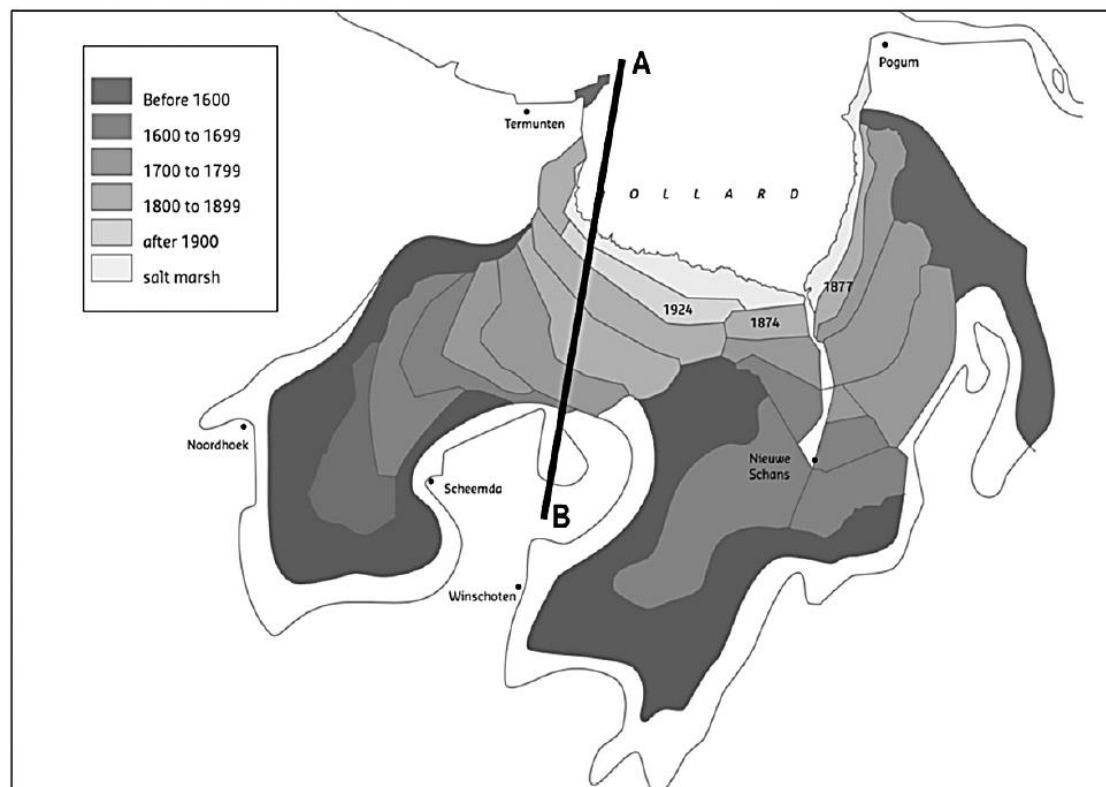 Before 1600
1600 to 1699
1700 to 1799
1800 to 1899
after 1900
salt marsh
A
Pogum
Termunten
OLLARD
1877
1924
1874
Noordhoek
Nieuwe
Schans
Scheemda
B
Winschoten